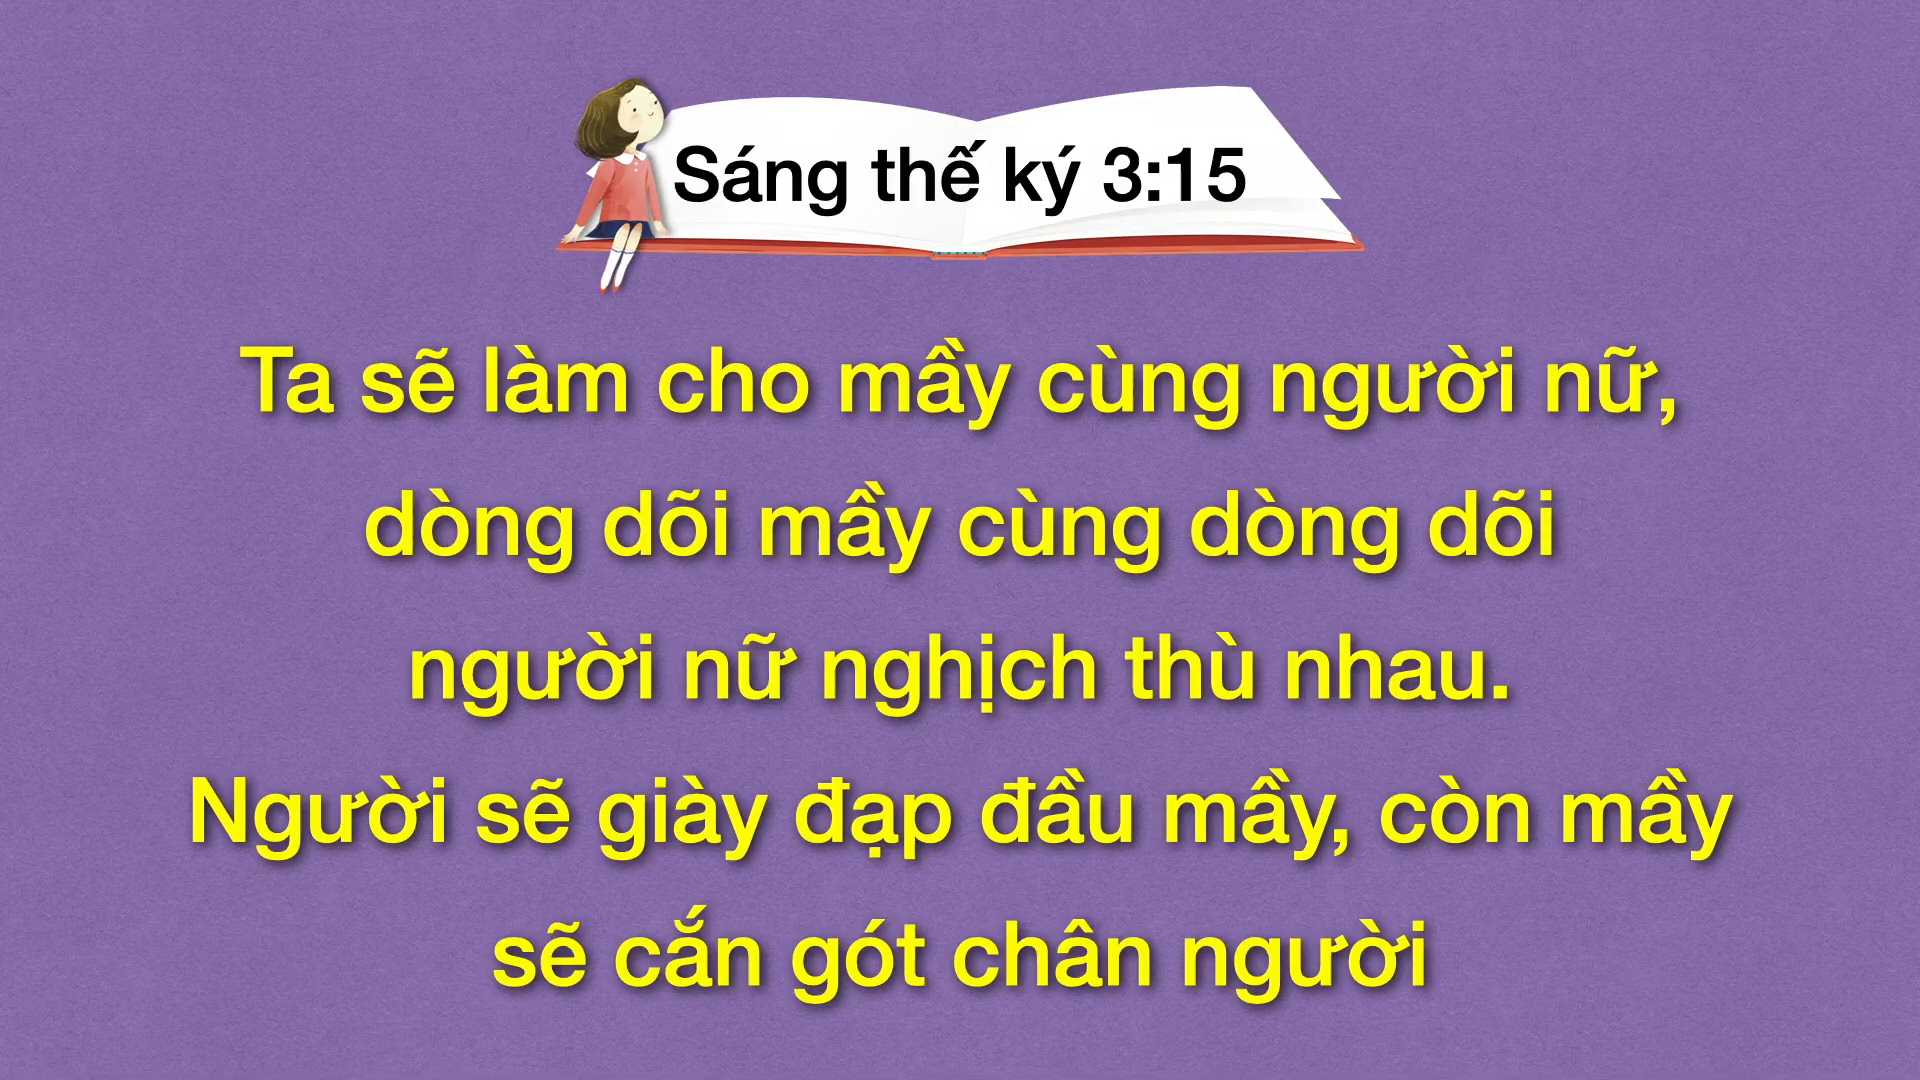 Sáng thế ký 3:15
Ta sẽ làm cho mầy cùng người nữ,
dòng dõi mầy cùng dòng dõi
người nữ nghịch thù nhau.
Người sẽ giày đạp đầu mầy, còn mầy
sẽ cắn gót chân người